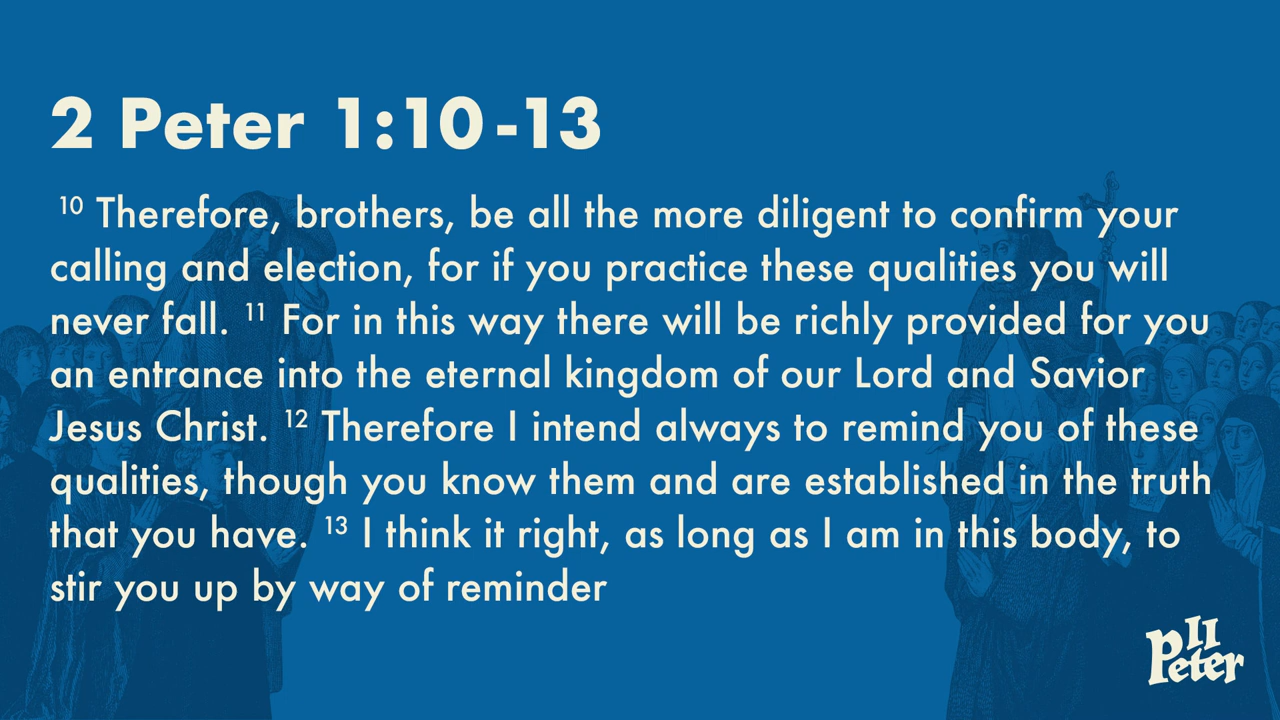 2 Peter 1:10-13
10 Therefore, brothers, be all the more diligent to confirm your
calling and election, for if you practice these qualities you will
never fall. 11 For in this way there will be richly provided for you
an entrance into the eternal kingdom of our Lord and Savior
Jesus Christ. 12 Therefore I intend always to remind you of these
qualities, though you know them and are established in the truth
that you have. 13 I think it right, as long as I am in this body, to
stir you up by way of reminder
II
Peter